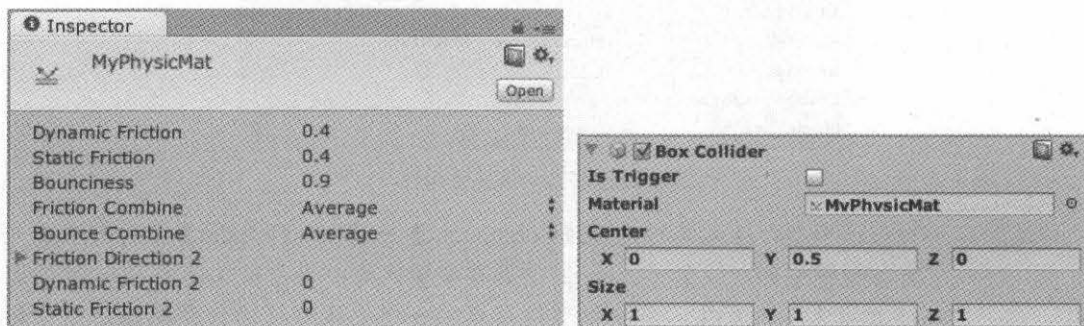 Inspector
MyPhysicMat
Open
Dynamic Friction 0.4
Static Friction 0.4
Bounciness 0.9
Friction Combine Average
Bounce Combine Average
Friction Direction 2
Dynamic Friction 2 0
Static Friction 2 0
Box Collider
Is Trigger
Material MyPhysicMat
Center
X 0 Y 0.5 Z 0
Size
X 1 Y 1 Z 1